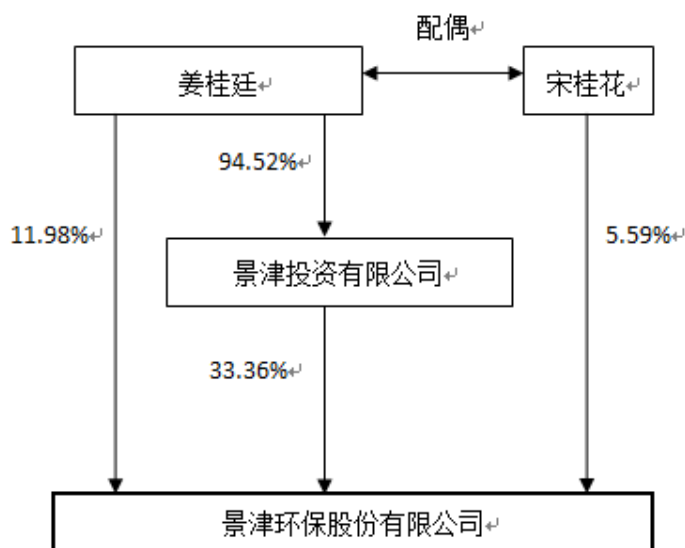 配偶
姜桂廷
宋桂花
94.52%
11.98%
5.59%
景津投资有限公司
33.36%
景津环保股份有限公司